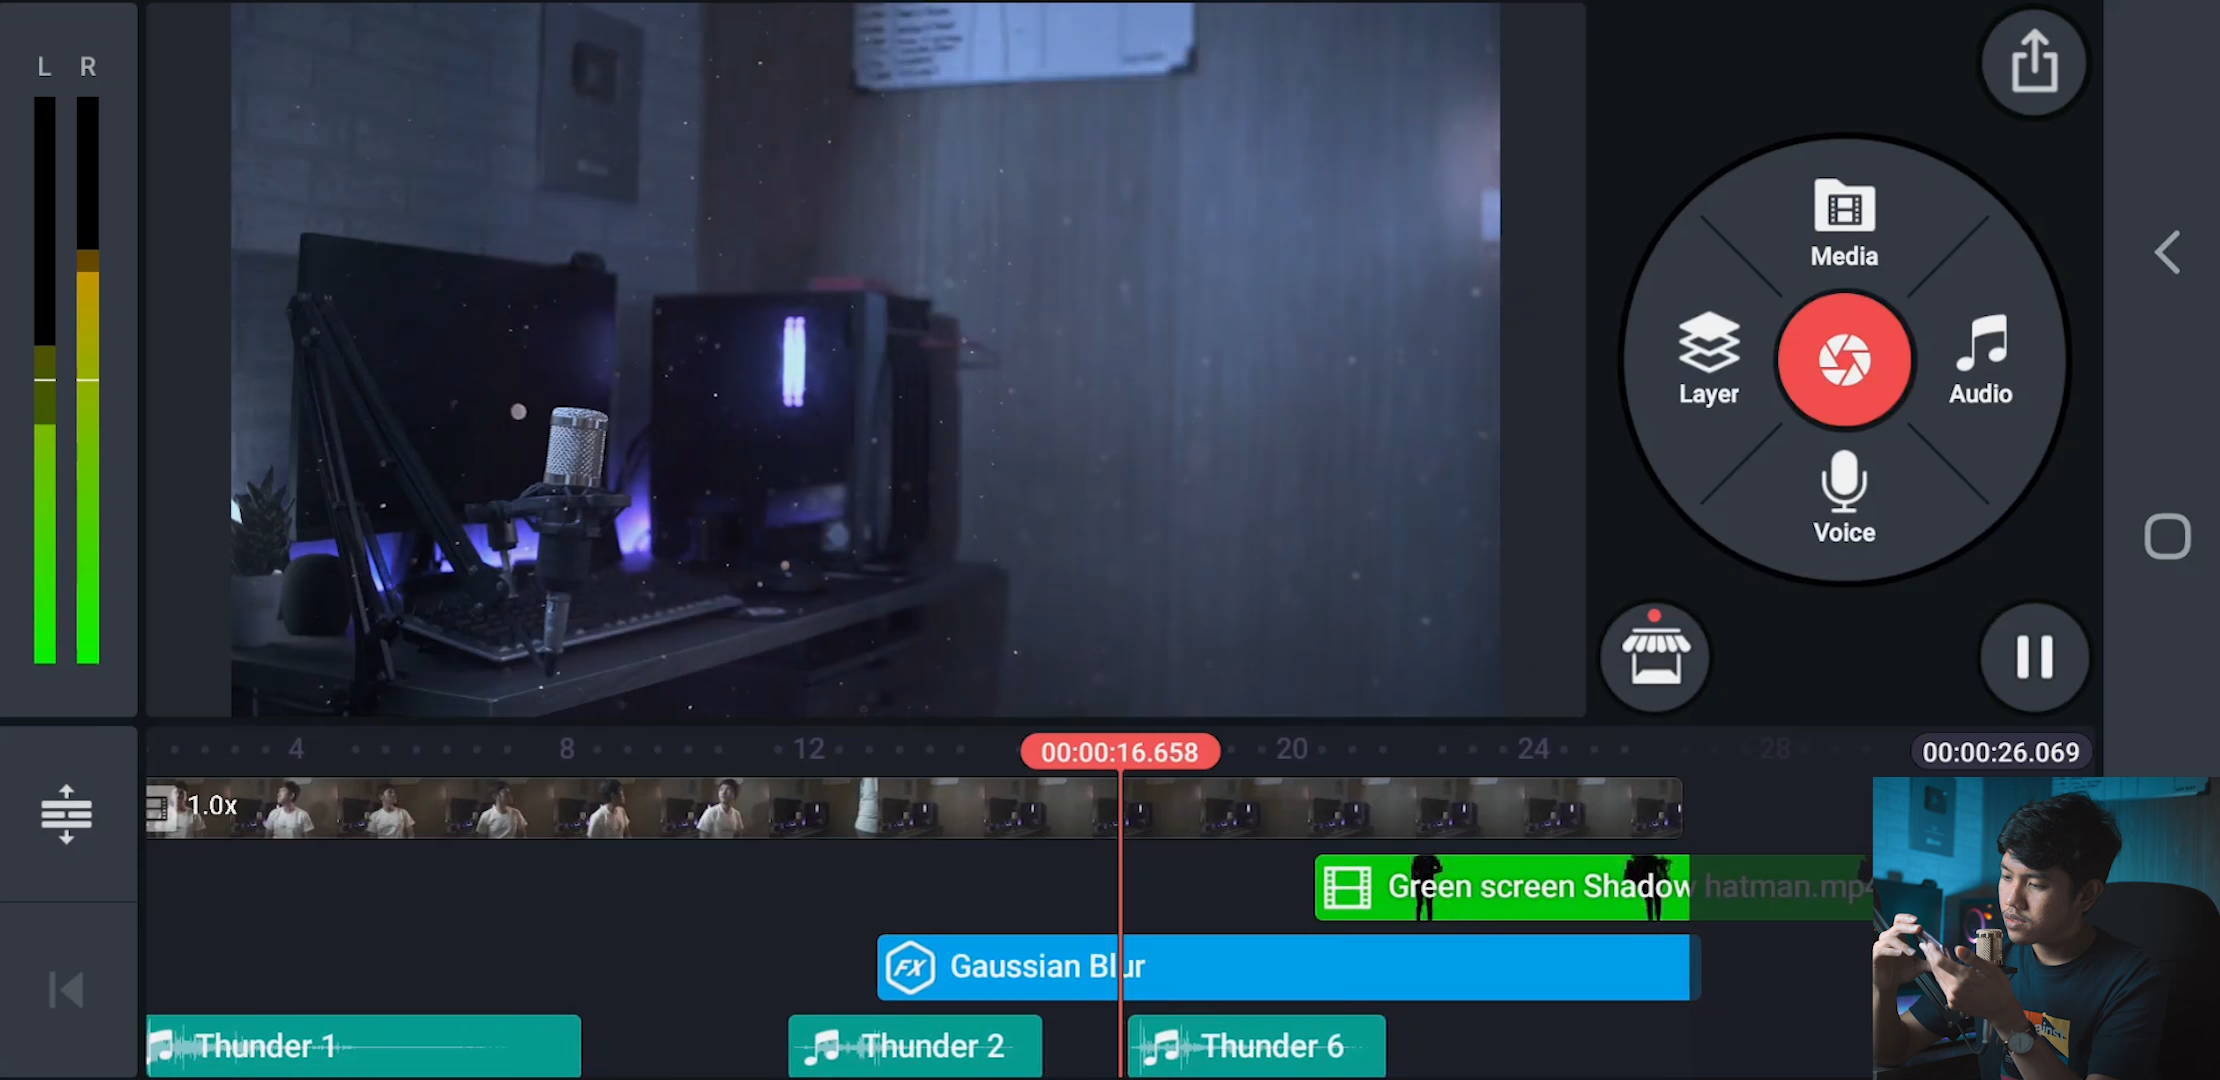 L R
Media
Layer
Audio
Voice
4 8 12 00:00:16.658 20 24 28 00:00:26.069
1.0x
Green screen Shadow hatman.mp4
Gaussian Blur
Thunder 1 Thunder 2 Thunder 6